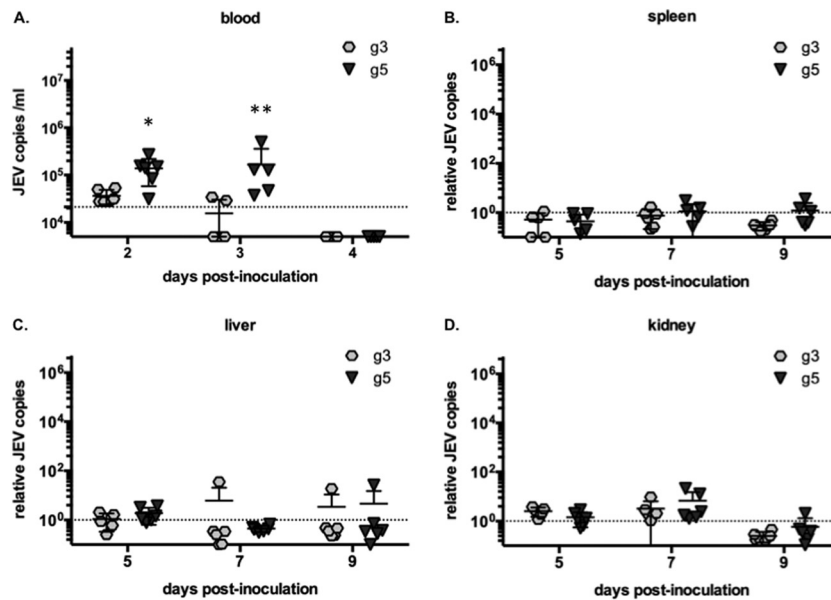 A.
blood
g3
g5
JEV copies /ml
10⁷
10⁶
10⁵
10⁴
*
**
2 3 4
days post-inoculation
B.
spleen
g3
g5
relative JEV copies
10⁶
10²
10⁰
5 7 9
days post-inoculation
C.
liver
g3
g5
relative JEV copies
10⁶
10²
10⁰
5 7 9
days post-inoculation
D.
kidney
g3
g5
relative JEV copies
10⁶
10²
10⁰
5 7 9
days post-inoculation